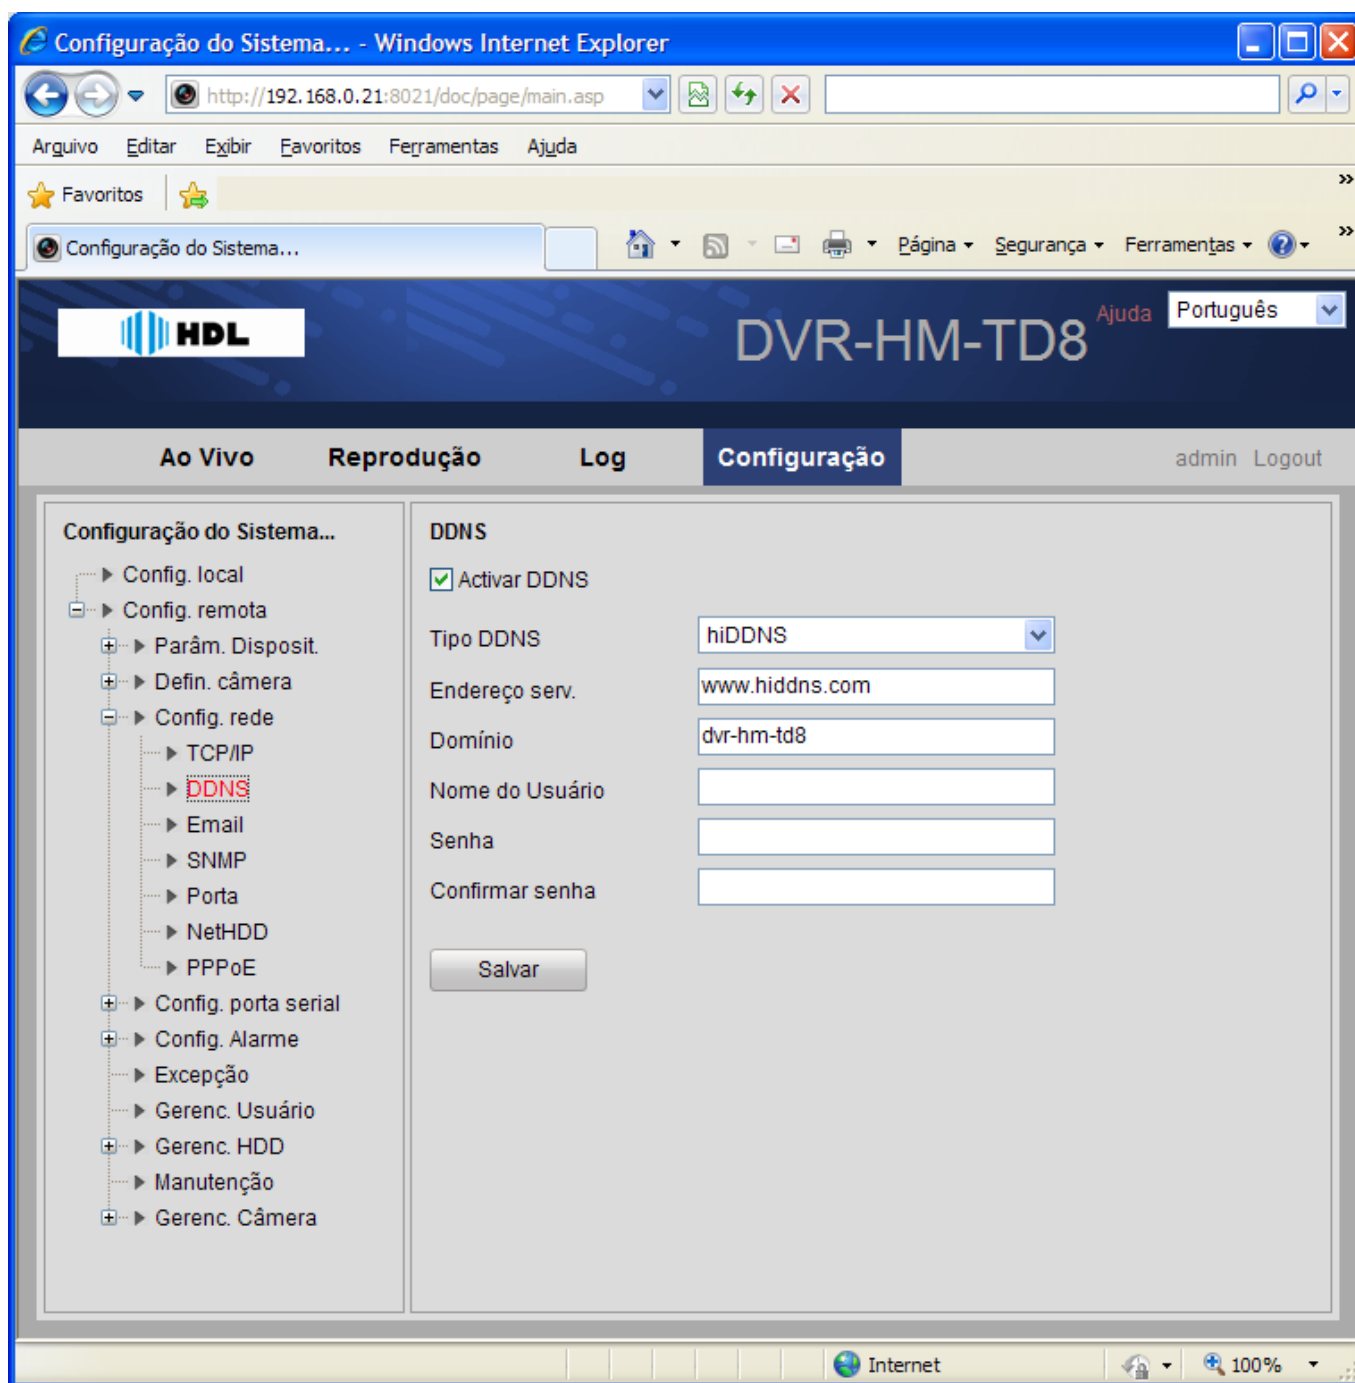 Configuração do Sistema... - Windows Internet Explorer
http://192.168.0.21:8021/doc/page/main.asp
Arquivo Editar Exibir Favoritos Ferramentas Ajuda
Favoritos
Configuração do Sistema...
Página Segurança Ferramentas
HDL
DVR-HM-TD8
Ajuda
Português
Ao Vivo Reprodução Log Configuração
admin Logout
Configuração do Sistema...
Config. local
Config. remota
Parâm. Disposit.
Defin. câmera
Config. rede
TCP/IP
DDNS
Email
SNMP
Porta
NetHDD
PPPoE
Config. porta serial
Config. Alarme
Excepção
Gerenc. Usuário
Gerenc. HDD
Manutenção
Gerenc. Câmera
DDNS
Activar DDNS
Tipo DDNS hiDDNS
Endereço serv. www.hiddns.com
Domínio dvr-hm-td8
Nome do Usuário
Senha
Confirmar senha
Salvar
Internet
100%